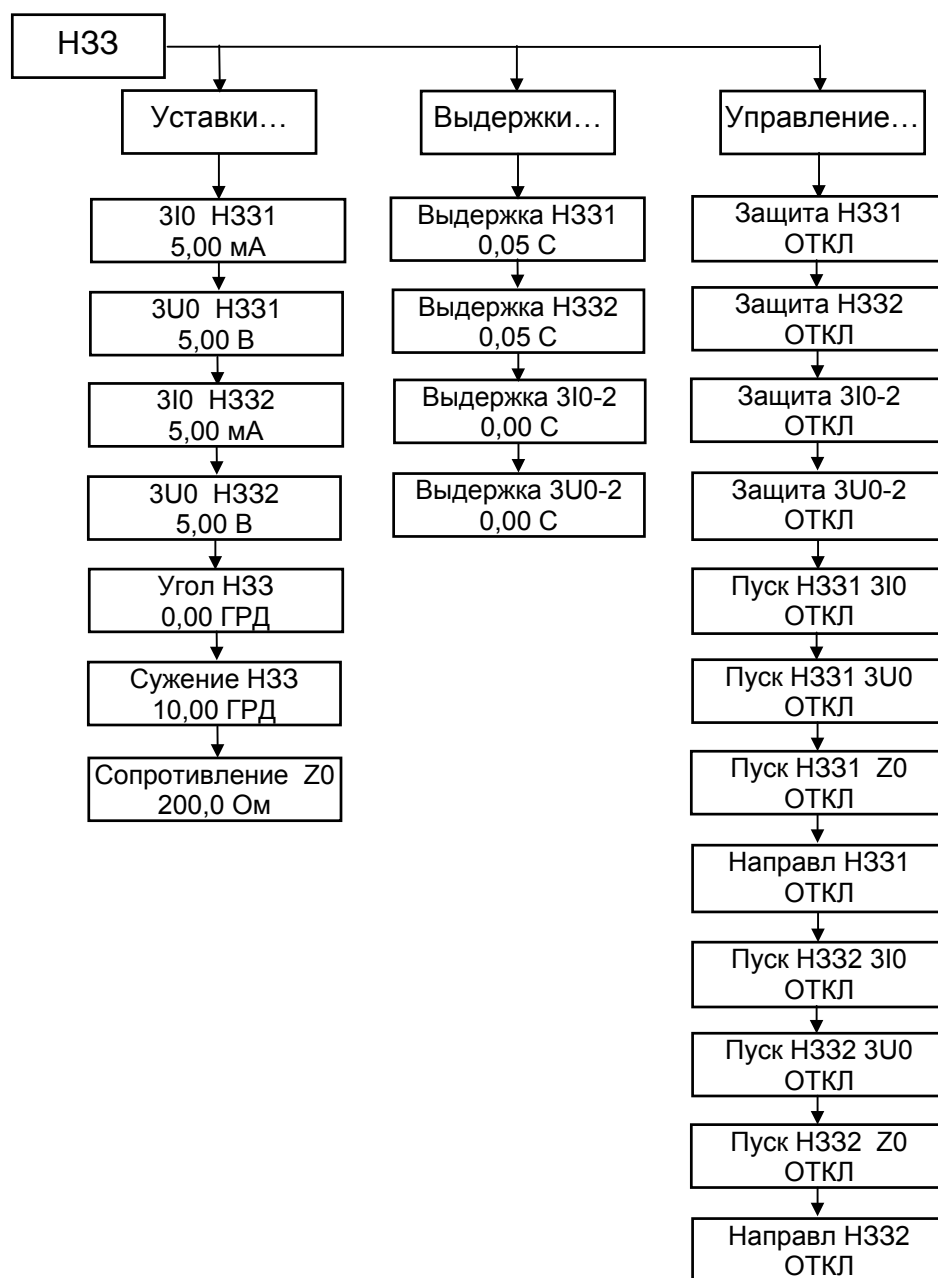 НЗЗ
Уставки…
3I0 НЗЗ1
5,00 мА
3U0 НЗЗ1
5,00 В
3I0 НЗЗ2
5,00 мА
3U0 НЗЗ2
5,00 В
Угол НЗЗ
0,00 ГРД
Сужение НЗЗ
10,00 ГРД
Сопротивление Z0
200,0 Ом
Выдержки…
Выдержка НЗЗ1
0,05 С
Выдержка НЗЗ2
0,05 С
Выдержка 3I0-2
0,00 С
Выдержка 3U0-2
0,00 С
Управление…
Защита НЗЗ1
ОТКЛ
Защита НЗЗ2
ОТКЛ
Защита 3I0-2
ОТКЛ
Защита 3U0-2
ОТКЛ
Пуск НЗЗ1 3I0
ОТКЛ
Пуск НЗЗ1 3U0
ОТКЛ
Пуск НЗЗ1 Z0
ОТКЛ
Направл НЗЗ1
ОТКЛ
Пуск НЗЗ2 3I0
ОТКЛ
Пуск НЗЗ2 3U0
ОТКЛ
Пуск НЗЗ2 Z0
ОТКЛ
Направл НЗЗ2
ОТКЛ